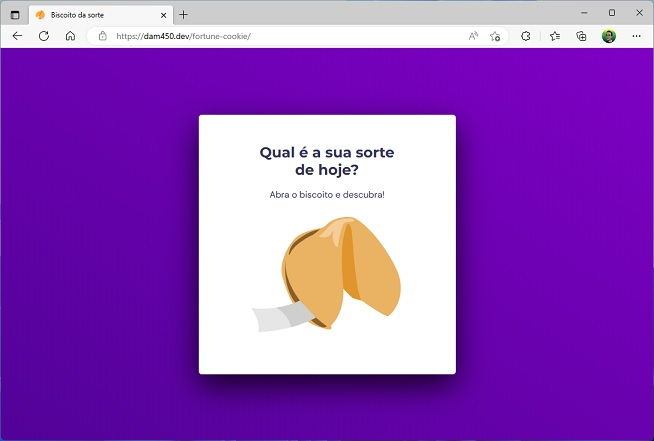 Biscoito da sorte
https://dam450.dev/fortune-cookie/
Qual é a sua sorte
de hoje?
Abra o biscoito e descubra!